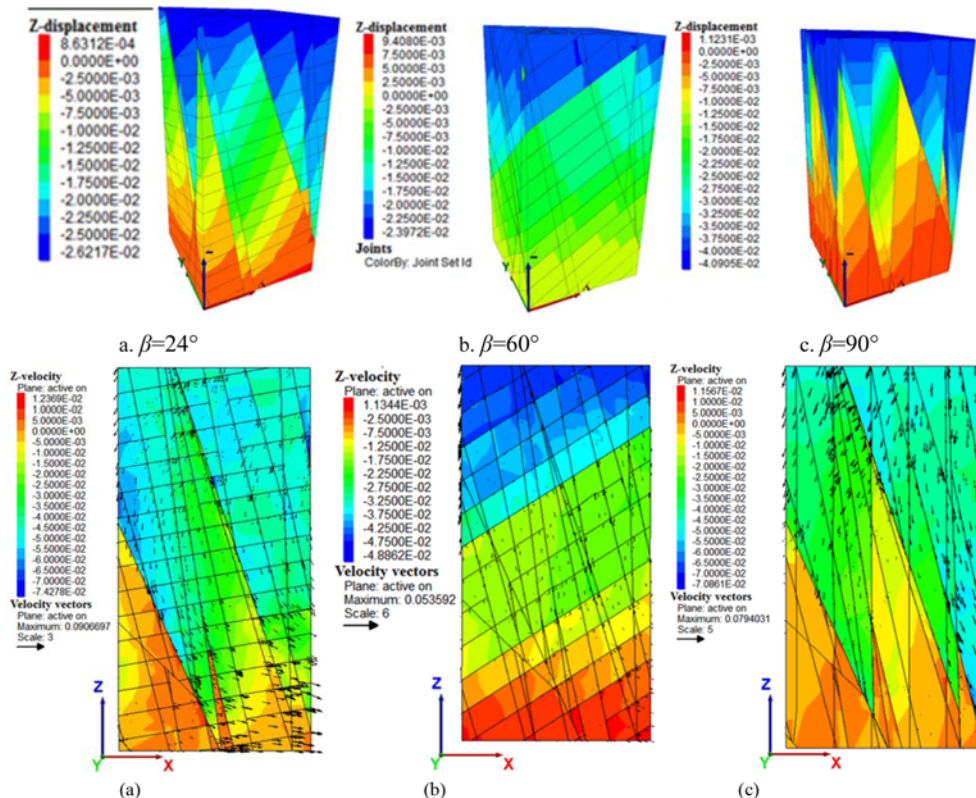 Z-displacement
8.6312E-04
0.0000E+00
-2.5000E-03
-5.0000E-03
-7.5000E-03
-1.0000E-02
-1.2500E-02
-1.5000E-02
-1.7500E-02
-2.0000E-02
-2.2500E-02
-2.5000E-02
-2.6217E-02
Y
Z-displacement
9.4080E-03
7.5000E-03
5.0000E-03
2.5000E-03
0.0000E+00
-2.5000E-03
-5.0000E-03
-7.5000E-03
-1.0000E-02
-1.2500E-02
-1.5000E-02
-1.7500E-02
-2.0000E-02
-2.2500E-02
-2.3972E-02
Joints
ColorBy: Joint Set Id
Y
Z-displacement
1.1231E-03
0.0000E+00
-2.5000E-03
-5.0000E-03
-7.5000E-03
-1.0000E-02
-1.2500E-02
-1.5000E-02
-1.7500E-02
-2.0000E-02
-2.2500E-02
-2.5000E-02
-2.7500E-02
-3.0000E-02
-3.2500E-02
-3.5000E-02
-3.7500E-02
-4.0000E-02
-4.0905E-02
a. β=24°
b. β=60°
c. β=90°
Z-velocity
Plane: active on
1.2369E-02
1.0000E-02
5.0000E-03
0.0000E+00
-5.0000E-03
-1.0000E-02
-1.5000E-02
-2.0000E-02
-2.5000E-02
-3.0000E-02
-3.5000E-02
-4.0000E-02
-4.5000E-02
-5.0000E-02
-5.5000E-02
-6.0000E-02
-6.5000E-02
-7.0000E-02
-7.4278E-02
Velocity vectors
Plane: active on
Maximum: 0.0906697
Scale: 3
Z
Y
X
Z-velocity
Plane: active on
1.1344E-03
-2.5000E-03
-7.5000E-03
-1.2500E-02
-1.7500E-02
-2.2500E-02
-2.7500E-02
-3.2500E-02
-3.7500E-02
-4.2500E-02
-4.7500E-02
-4.8862E-02
Velocity vectors
Plane: active on
Maximum: 0.053592
Scale: 6
Z
Y
X
Z-velocity
Plane: active on
1.1567E-02
1.0000E-02
5.0000E-03
0.0000E+00
-5.0000E-03
-1.0000E-02
-1.5000E-02
-2.0000E-02
-2.5000E-02
-3.0000E-02
-3.5000E-02
-4.0000E-02
-4.5000E-02
-5.0000E-02
-5.5000E-02
-6.0000E-02
-6.5000E-02
-7.0000E-02
-7.0861E-02
Velocity vectors
Plane: active on
Maximum: 0.0794031
Scale: 5
Z
Y
X
(a)
(b)
(c)